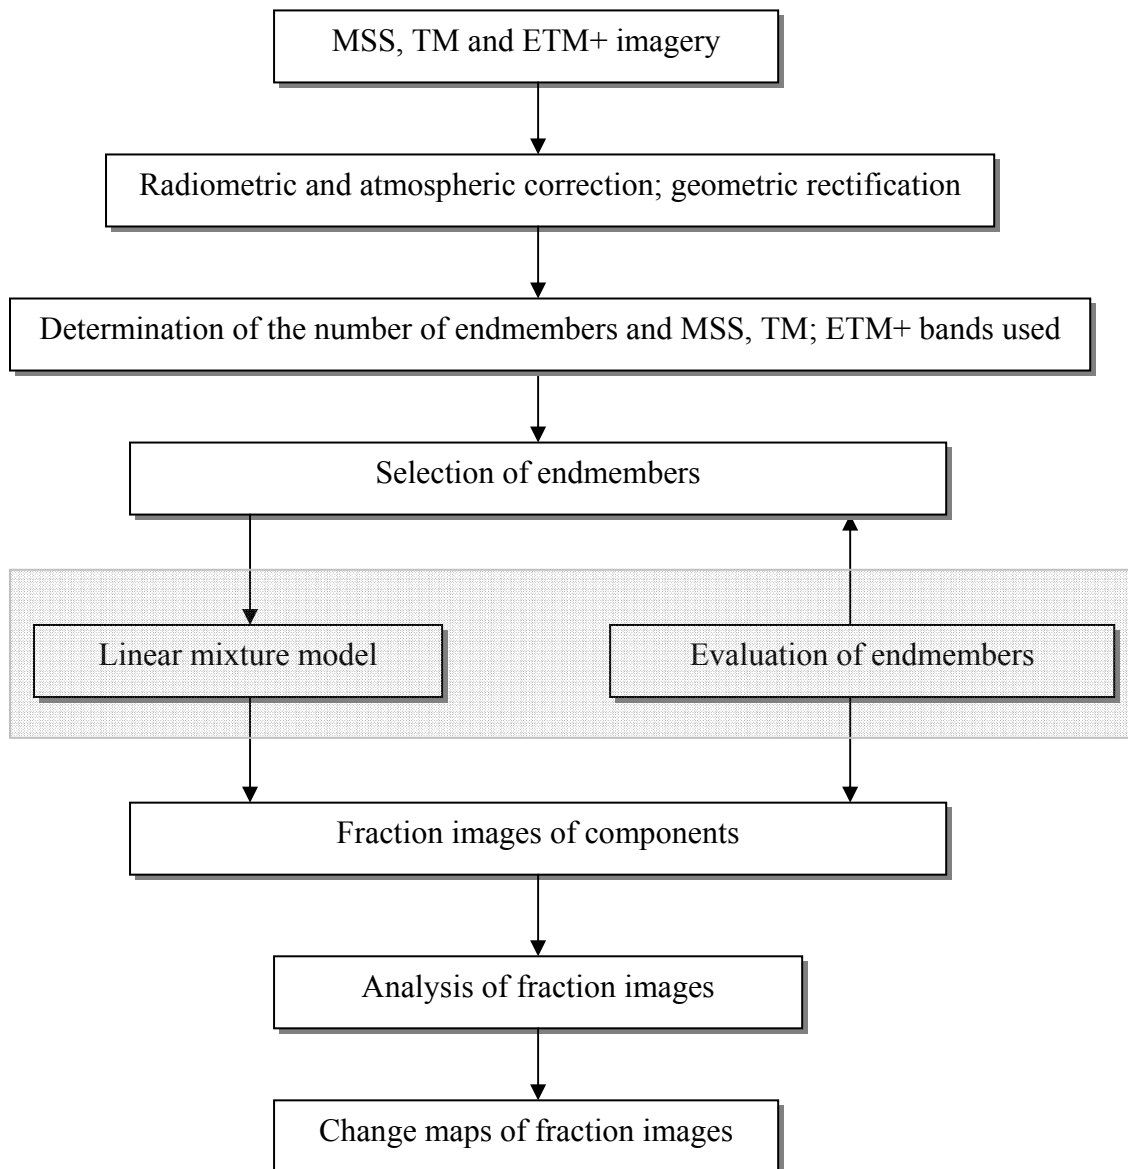 MSS, TM and ETM+ imagery
Radiometric and atmospheric correction; geometric rectification
Determination of the number of endmembers and MSS, TM; ETM+ bands used
Selection of endmembers
Linear mixture model
Evaluation of endmembers
Fraction images of components
Analysis of fraction images
Change maps of fraction images